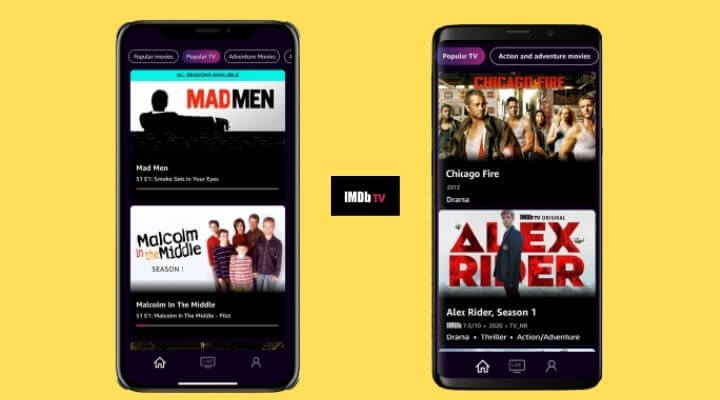 Popular movies
Popular TV
Adventure Movies
ALL SEASONS AVAILABLE
MADMEN
Mad Men
S1 E1: Smoke Gets in Your Eyes
Malcolm
in the Middle
SEASON 1
Malcolm In The Middle
S1 E1: Malcolm In The Middle - Pilot
LIVE
IMDb TV
Popular TV
Action and adventure movies
CHICAGO FIRE
Chicago Fire
2013
Drama
IMDb TV ORIGINAL
ALEX
RIDER
Alex Rider, Season 1
IMDb 7.5/10 • 2020 • TV_NR
Drama • Thriller • Action/Adventure
LIVE